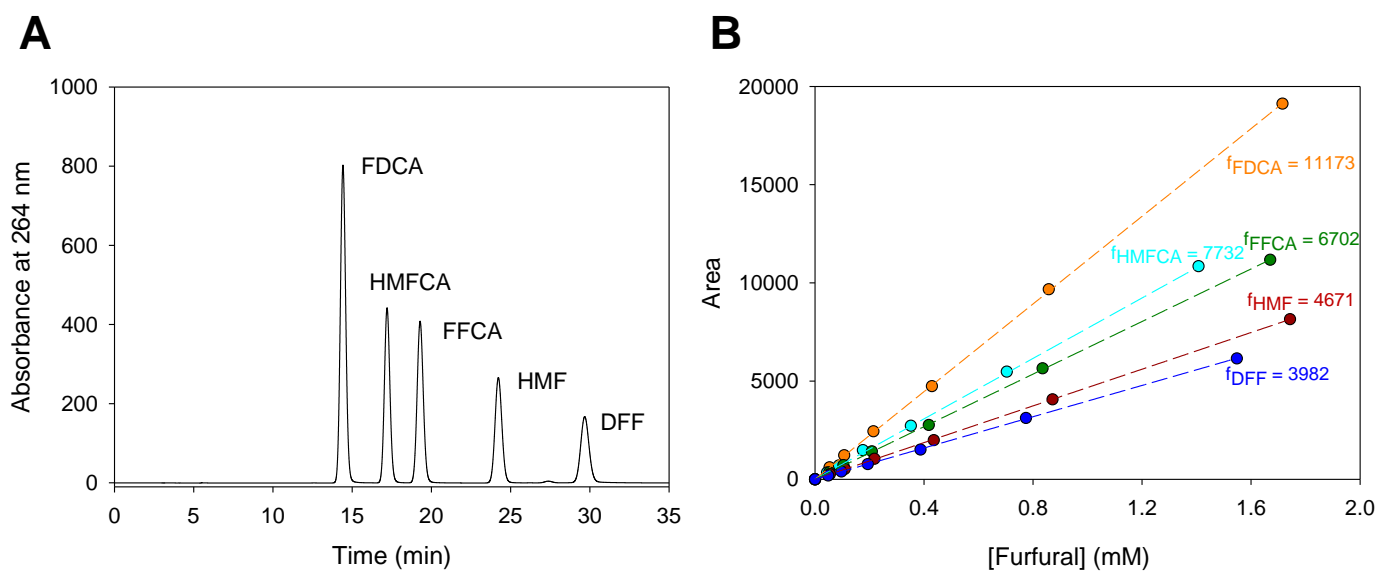 A
Absorbance at 264 nm
1000
800
600
400
200
0
FDCA
HMFCA
FFCA
HMF
DFF
0 5 10 15 20 25 30 35
Time (min)
B
Area
20000
15000
10000
5000
0
fFDCA = 11173
fHMFCA = 7732
fFFCA = 6702
fHMF = 4671
fDFF = 3982
0.0 0.4 0.8 1.2 1.6 2.0
[Furfural] (mM)